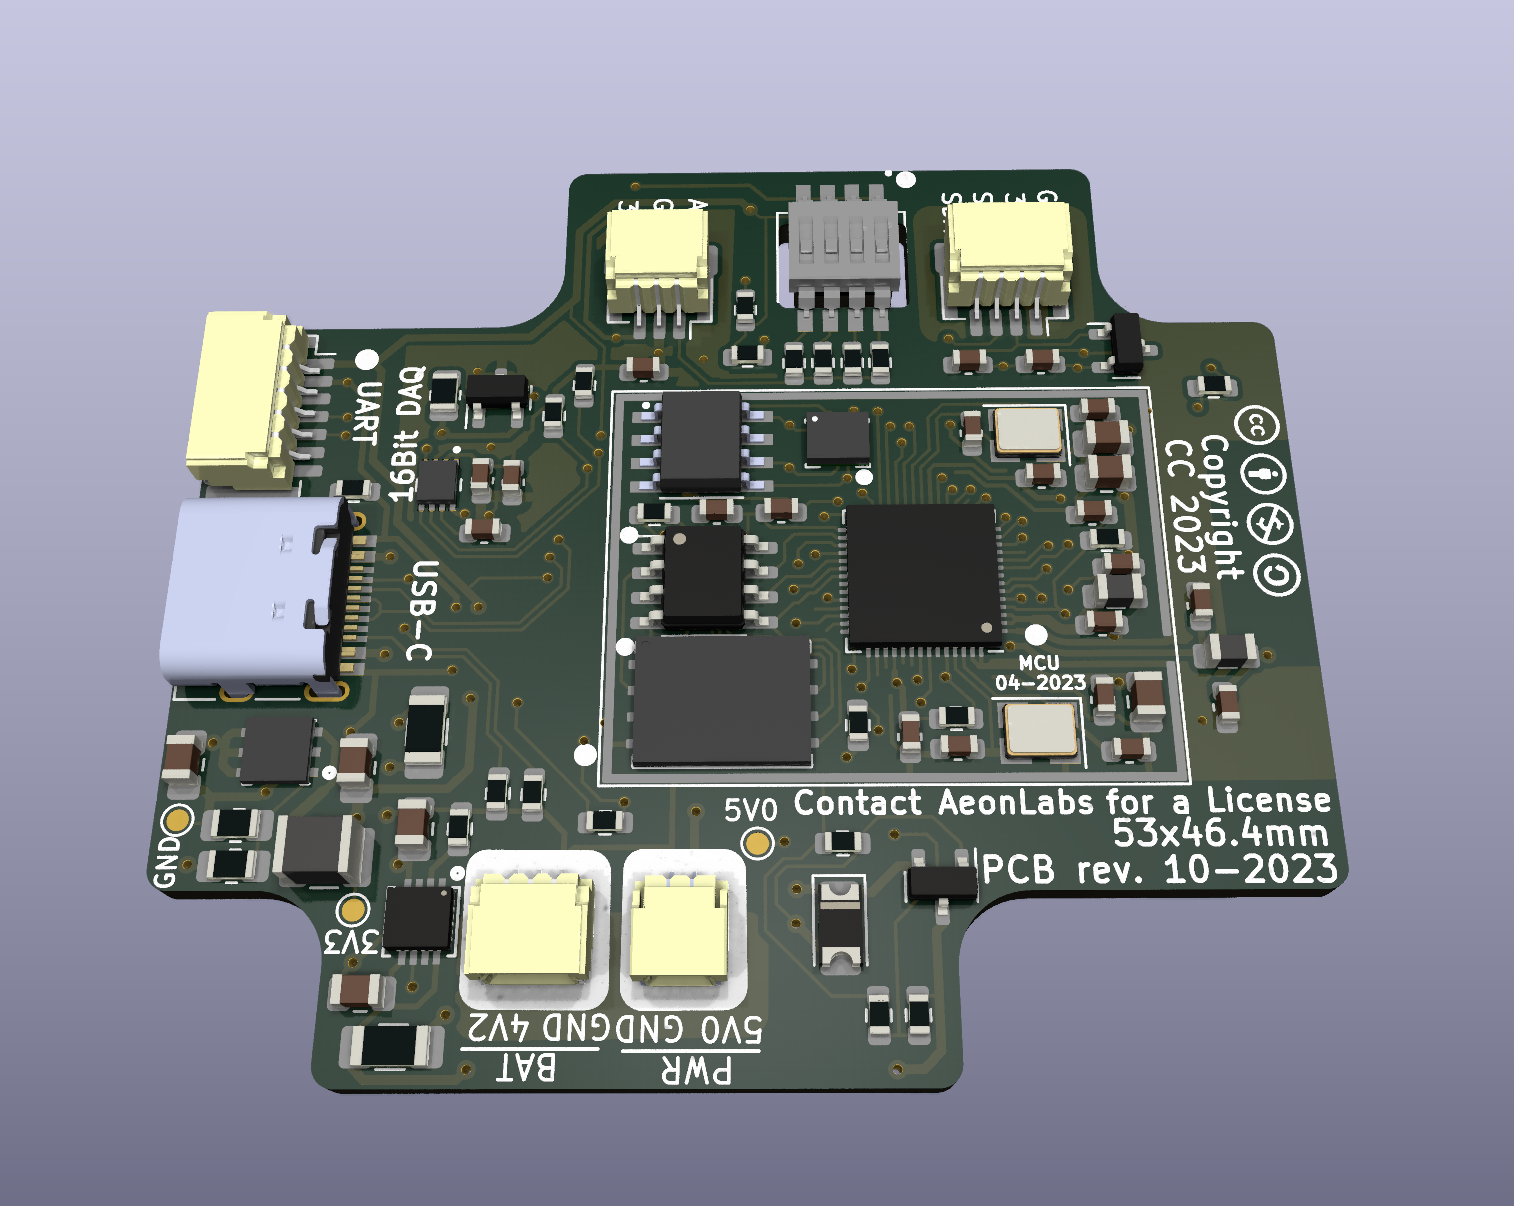 UART
16Bit DAQ
USB-C
cc
Copyright
CC 2023
MCU
04-2023
5V0
Contact AeonLabs for a License
53x46.4mm
PCB rev. 10-2023
GND
3V3
GND 4V2
BAT
5V0 GND
PWR